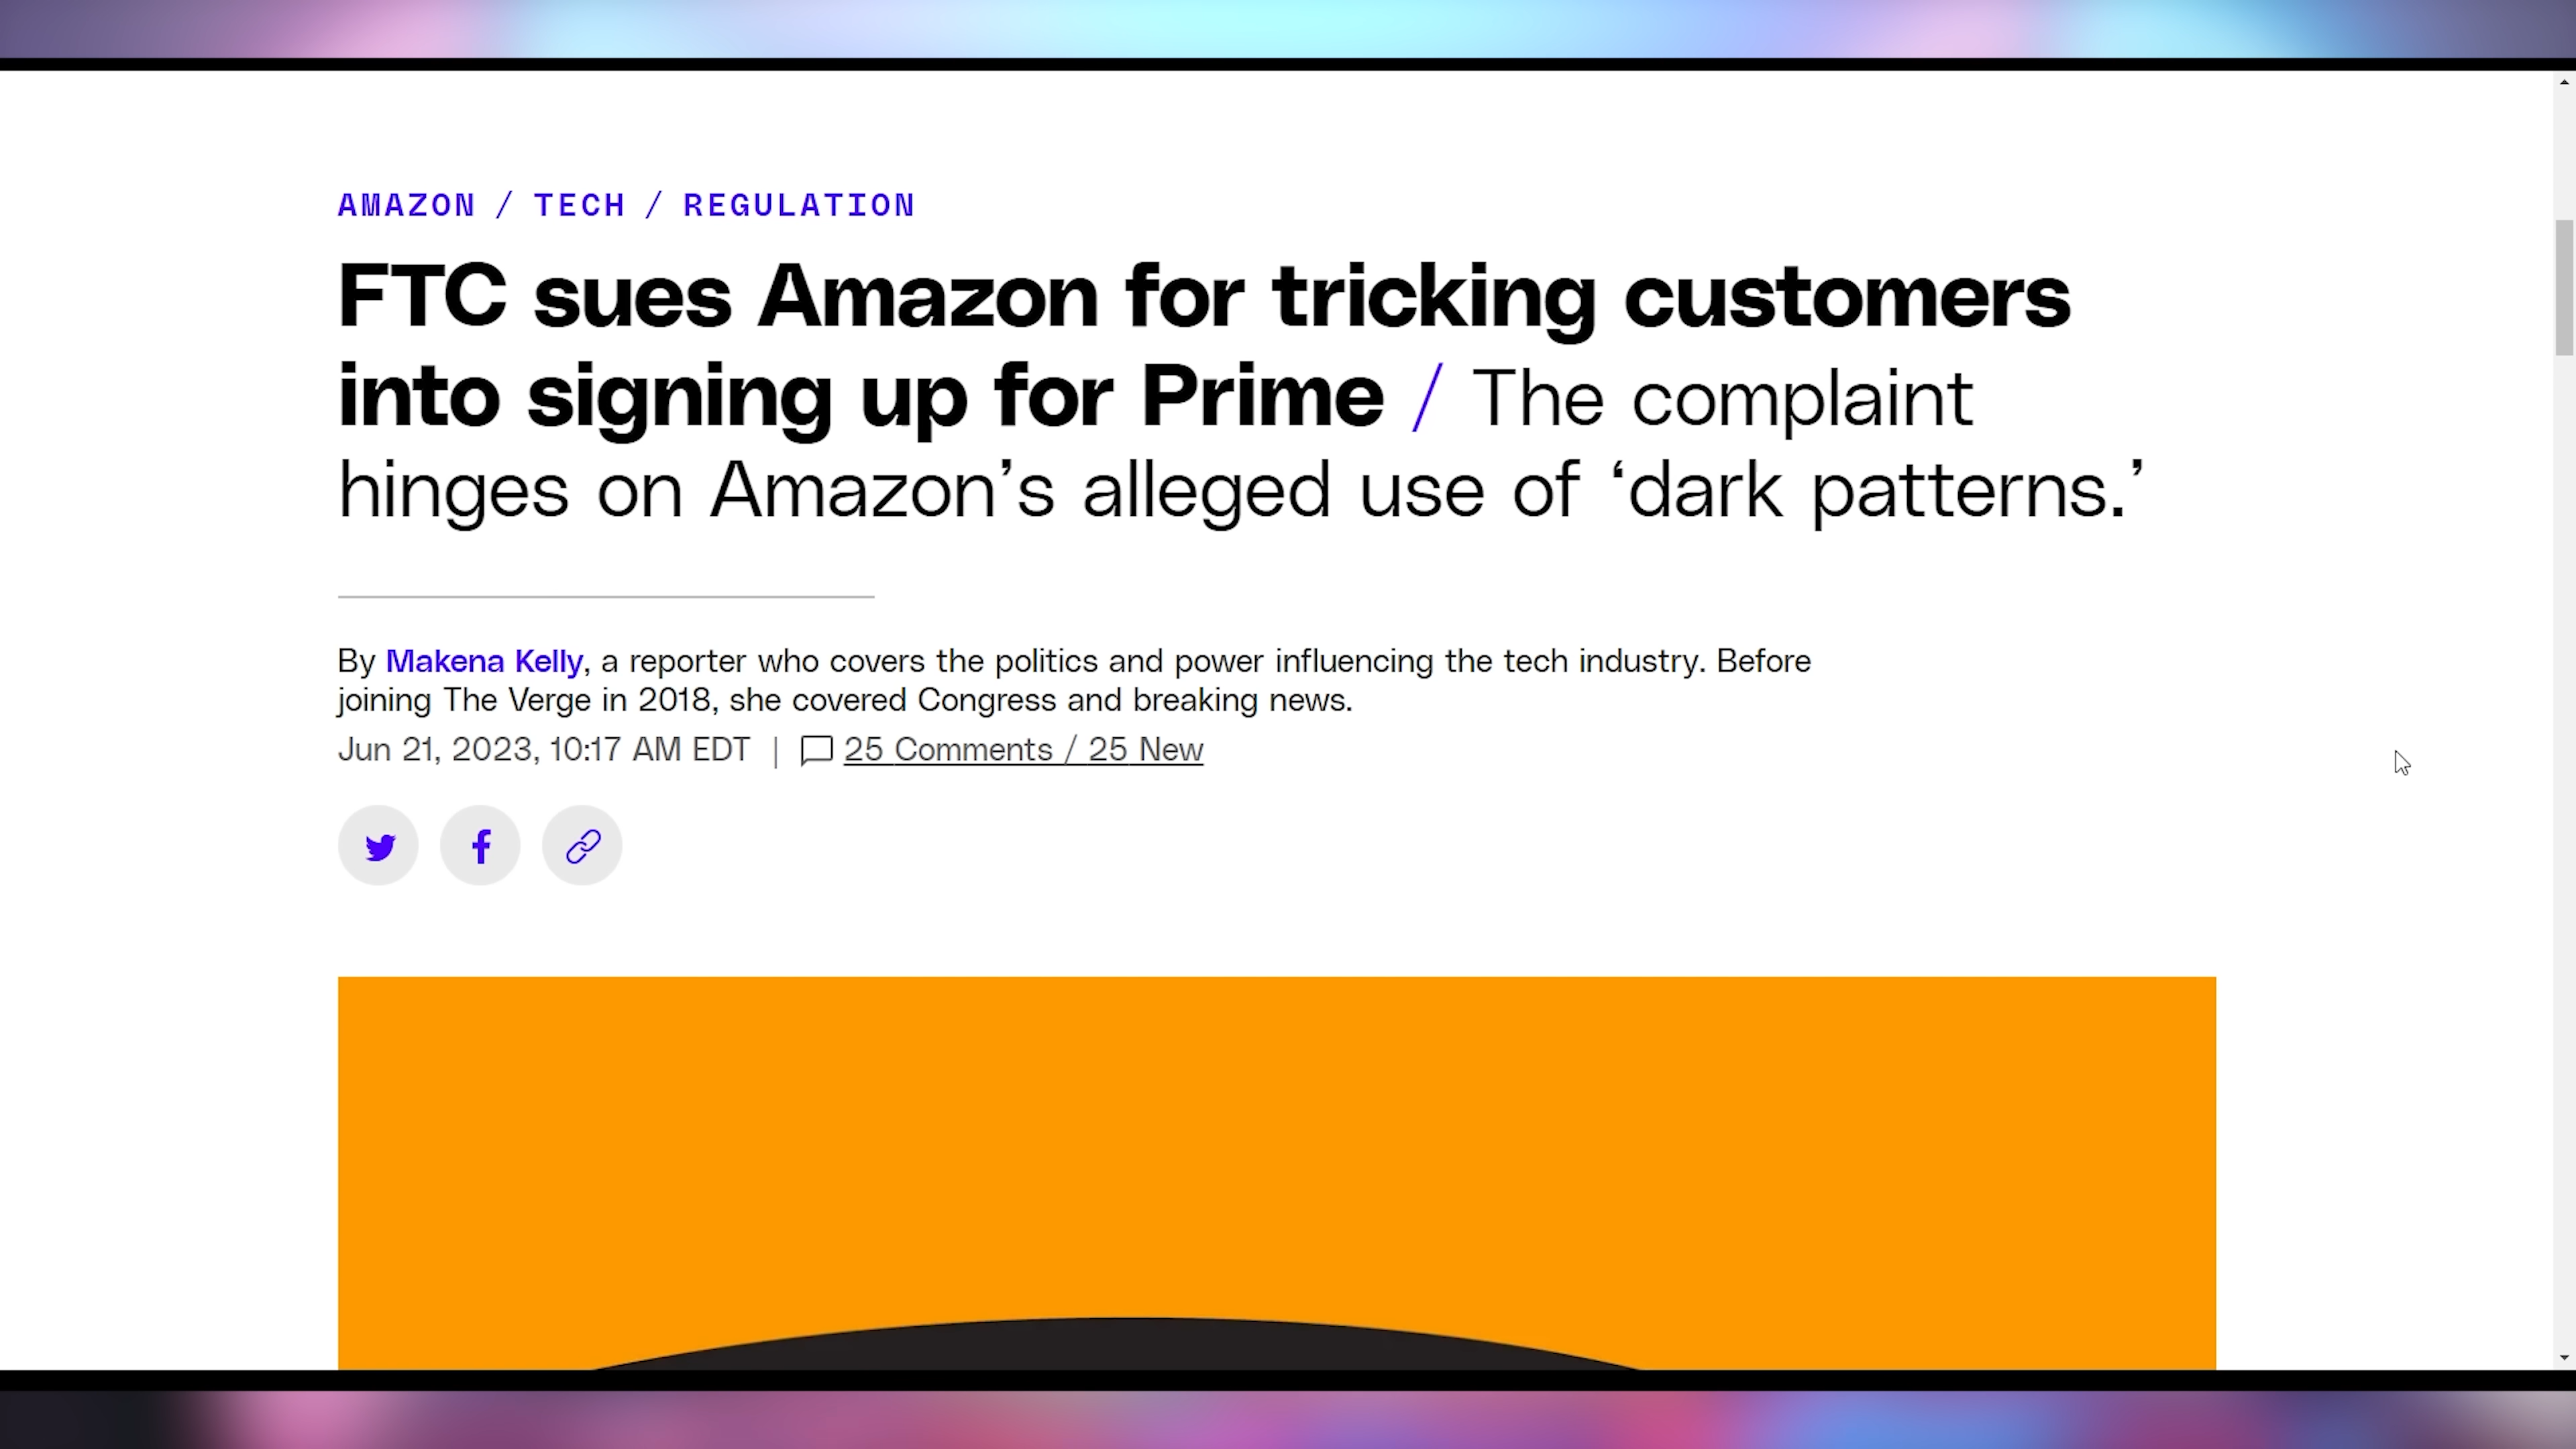 AMAZON / TECH / REGULATION
FTC sues Amazon for tricking customers
into signing up for Prime / The complaint
hinges on Amazon’s alleged use of ‘dark patterns.’
By Makena Kelly, a reporter who covers the politics and power influencing the tech industry. Before
joining The Verge in 2018, she covered Congress and breaking news.
Jun 21, 2023, 10:17 AM EDT | 25 Comments / 25 New